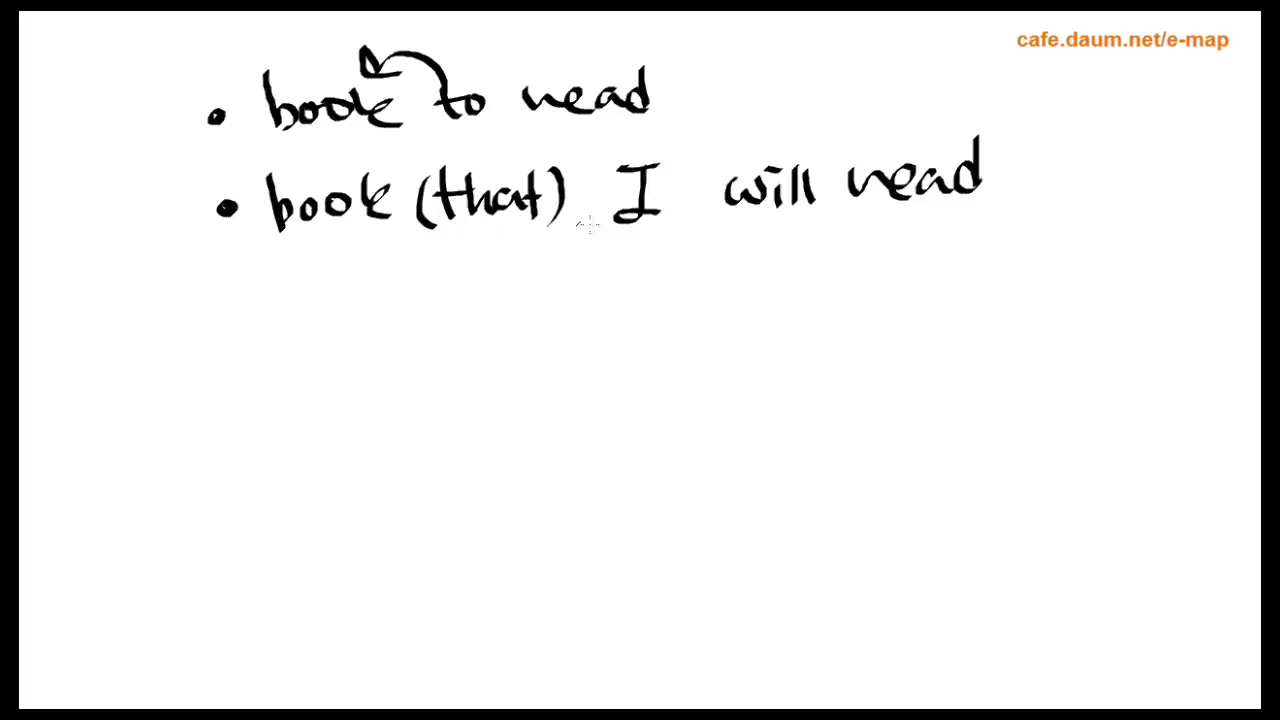 cafe.daum.net/e-map
• book to read
• book (that) I will read